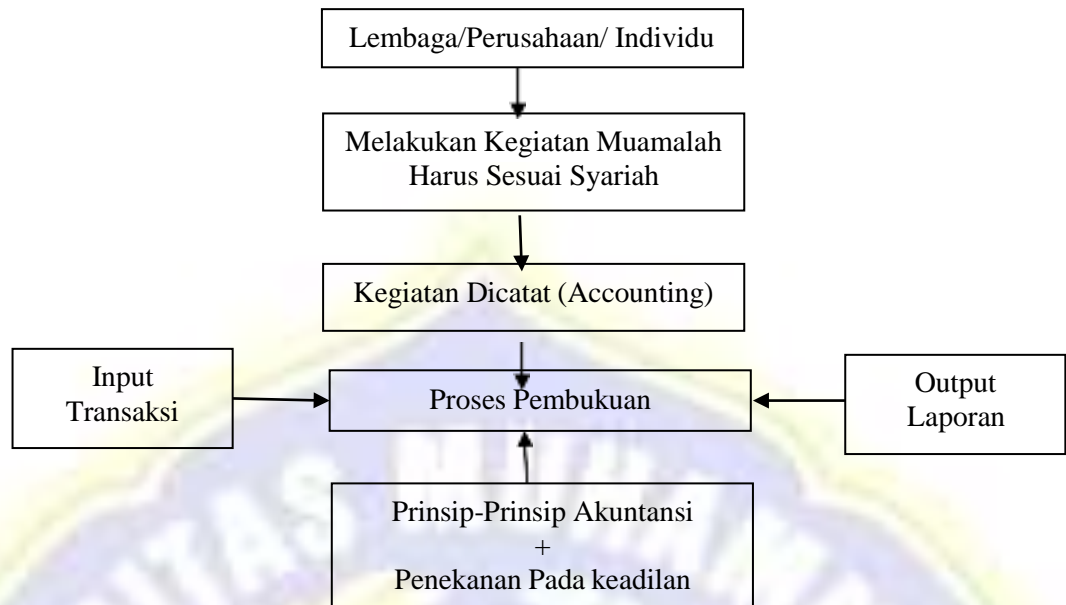 Lembaga/Perusahaan/ Individu
Melakukan Kegiatan Muamalah
Harus Sesuai Syariah
Kegiatan Dicatat (Accounting)
Input
Transaksi
Proses Pembukuan
Output
Laporan
Prinsip-Prinsip Akuntansi
+
Penekanan Pada keadilan